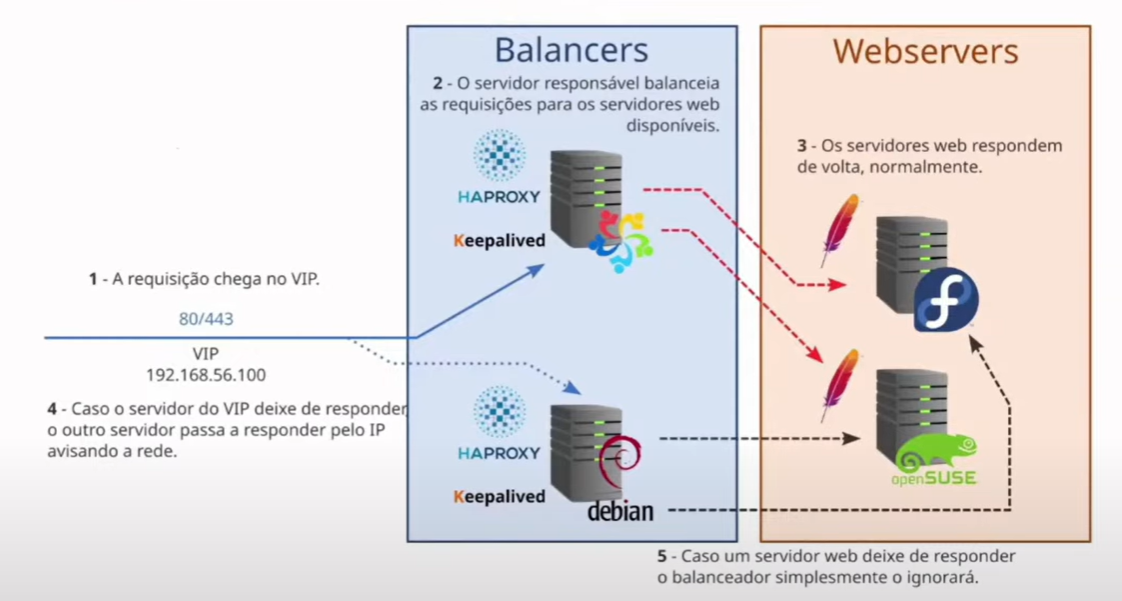 Balancers
2 - O servidor responsável balanceia
as requisições para os servidores web
disponíveis.
HAPROXY
Keepalived
Webservers
3 - Os servidores web respondem
de volta, normalmente.
1 - A requisição chega no VIP.
80/443
VIP
192.168.56.100
4 - Caso o servidor do VIP deixe de responder,
o outro servidor passa a responder pelo IP
avisando a rede.
HAPROXY
Keepalived
debian
openSUSE
5 - Caso um servidor web deixe de responder
o balanceador simplesmente o ignorará.